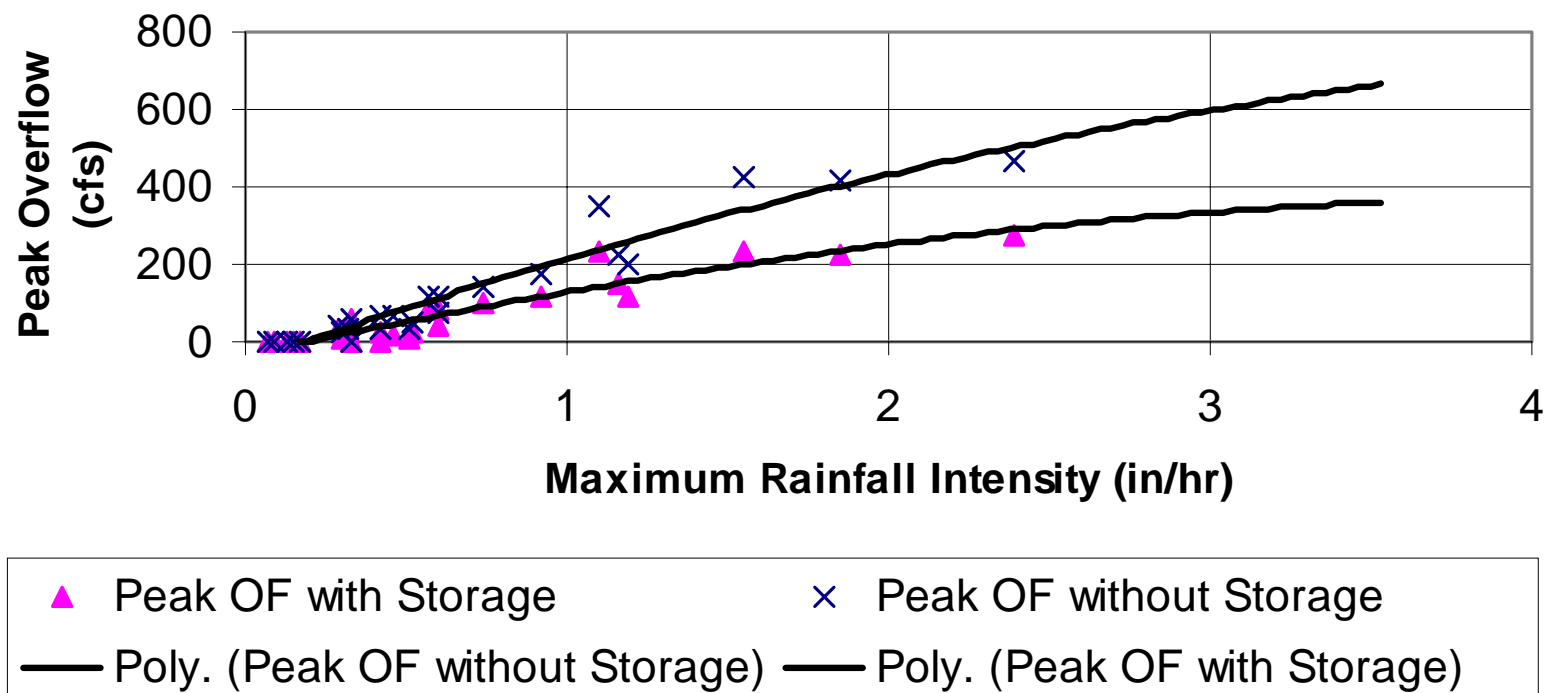 Peak Overflow
(cfs)
800
600
400
200
0
0 1 2 3 4
Maximum Rainfall Intensity (in/hr)
Peak OF with Storage
Peak OF without Storage
Poly. (Peak OF without Storage)
Poly. (Peak OF with Storage)